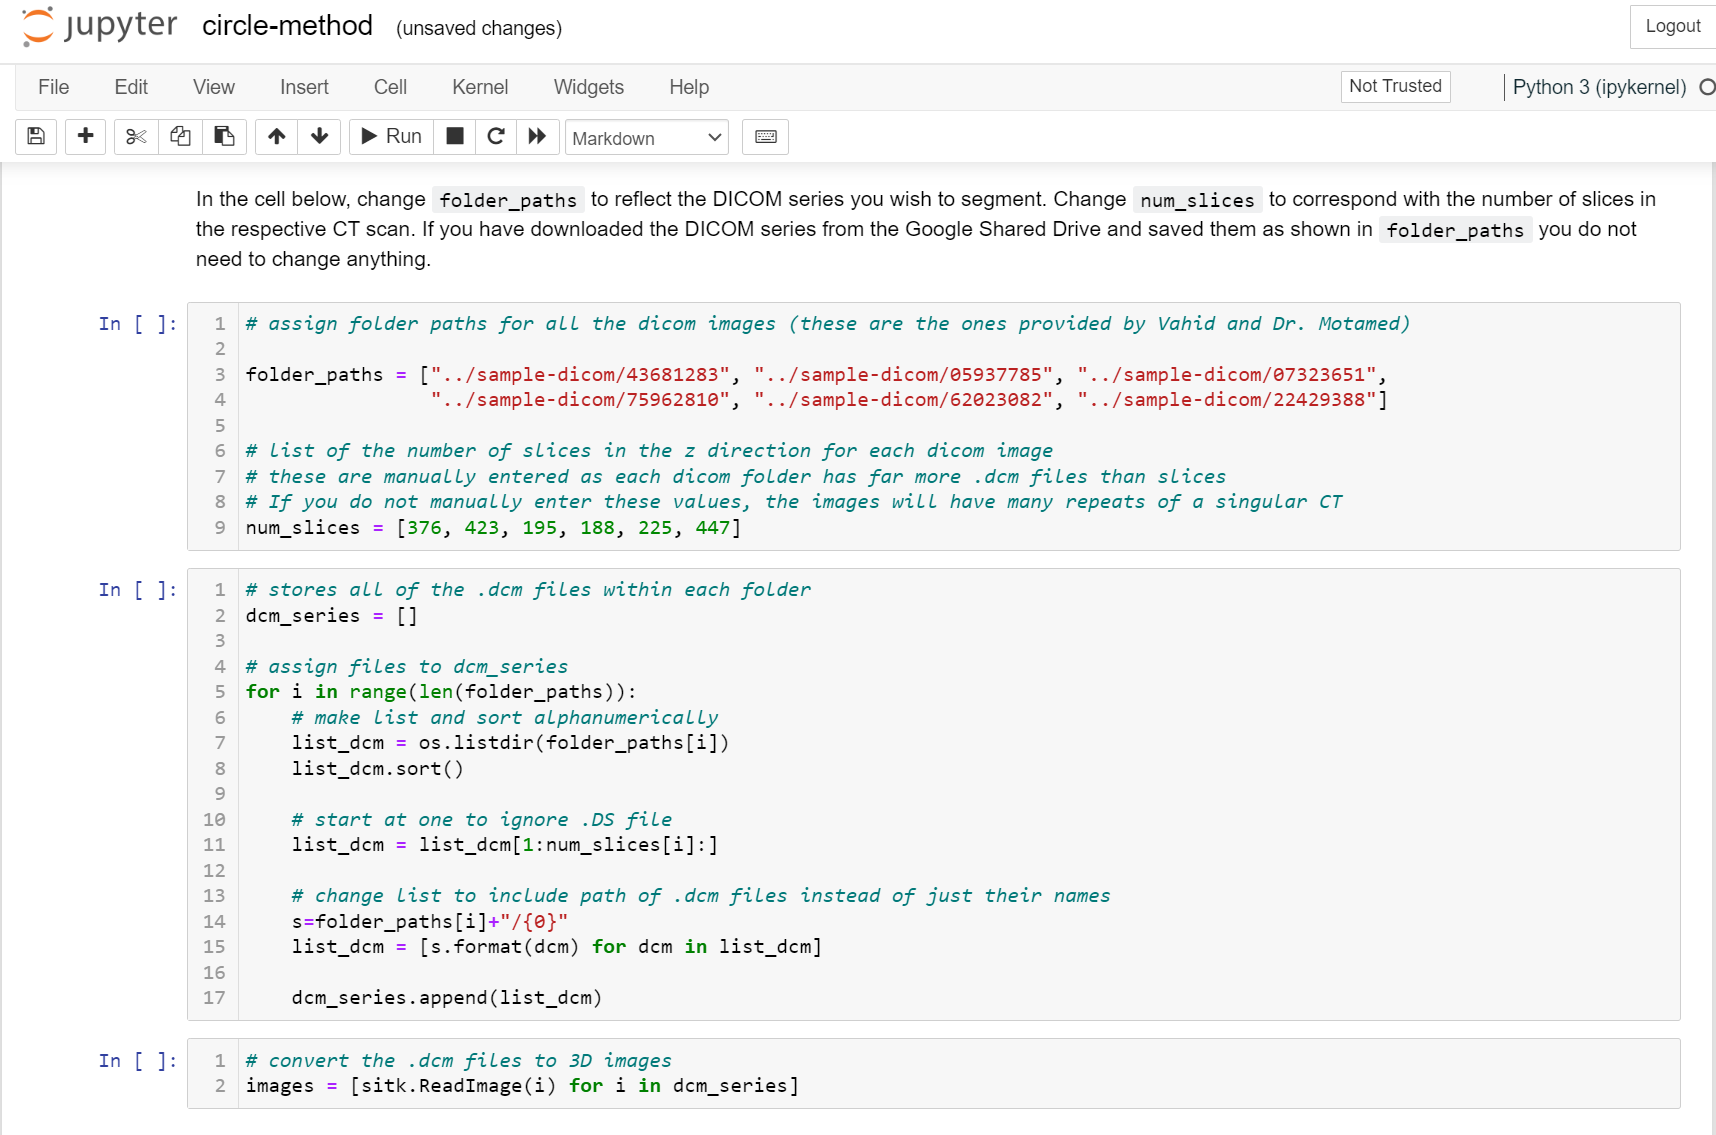 jupyter circle-method (unsaved changes) Logout
File Edit View Insert Cell Kernel Widgets Help Not Trusted Python 3 (ipykernel)
Run Markdown
In the cell below, change folder_paths to reflect the DICOM series you wish to segment. Change num_slices to correspond with the number of slices in
the respective CT scan. If you have downloaded the DICOM series from the Google Shared Drive and saved them as shown in folder_paths you do not
need to change anything.
In [ ]: 1 # assign folder paths for all the dicom images (these are the ones provided by Vahid and Dr. Motamed)
2
3 folder_paths = ["../sample-dicom/43681283", "../sample-dicom/05937785", "../sample-dicom/07323651",
4 "../sample-dicom/75962810", "../sample-dicom/62023082", "../sample-dicom/22429388"]
5
6 # list of the number of slices in the z direction for each dicom image
7 # these are manually entered as each dicom folder has far more .dcm files than slices
8 # If you do not manually enter these values, the images will have many repeats of a singular CT
9 num_slices = [376, 423, 195, 188, 225, 447]
In [ ]: 1 # stores all of the .dcm files within each folder
2 dcm_series = []
3
4 # assign files to dcm_series
5 for i in range(len(folder_paths)):
6 # make list and sort alphanumerically
7 list_dcm = os.listdir(folder_paths[i])
8 list_dcm.sort()
9
10 # start at one to ignore .DS file
11 list_dcm = list_dcm[1:num_slices[i]:]
12
13 # change list to include path of .dcm files instead of just their names
14 s=folder_paths[i]+"/{0}"
15 list_dcm = [s.format(dcm) for dcm in list_dcm]
16
17 dcm_series.append(list_dcm)
In [ ]: 1 # convert the .dcm files to 3D images
2 images = [sitk.ReadImage(i) for i in dcm_series]